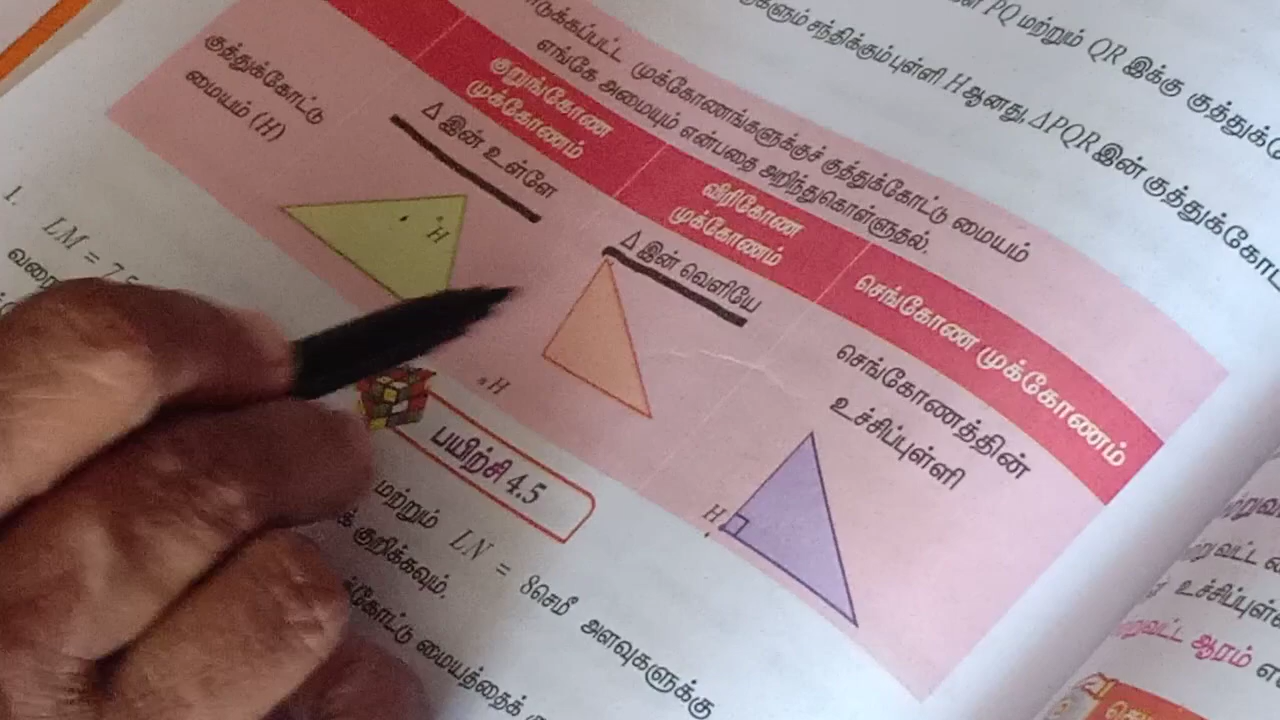 PQ மற்றும் QR இக்கு
சந்திக்கும் புள்ளி H ஆனது, ΔPQR இன்
முக்கோணங்களுக்குச் குத்துக்கோட்டு மையம்
எங்கே அமையும் என்பதை அறிந்துகொள்ளுதல்.
குறுங்கோண
முக்கோணம்
விரிகோண
முக்கோணம்
செங்கோண முக்கோணம்
குத்துக்கோட்டு
மையம் (H)
Δ இன் உள்ளே
Δ இன் வெளியே
செங்கோணத்தின்
உச்சிப்புள்ளி
H
H
H
பயிற்சி 4.5
1. LM = 7.5
மற்றும் LN = 8செமீ அளவுகளுக்கு
குறிக்கவும்.
மையத்தைக்
ஆரம்